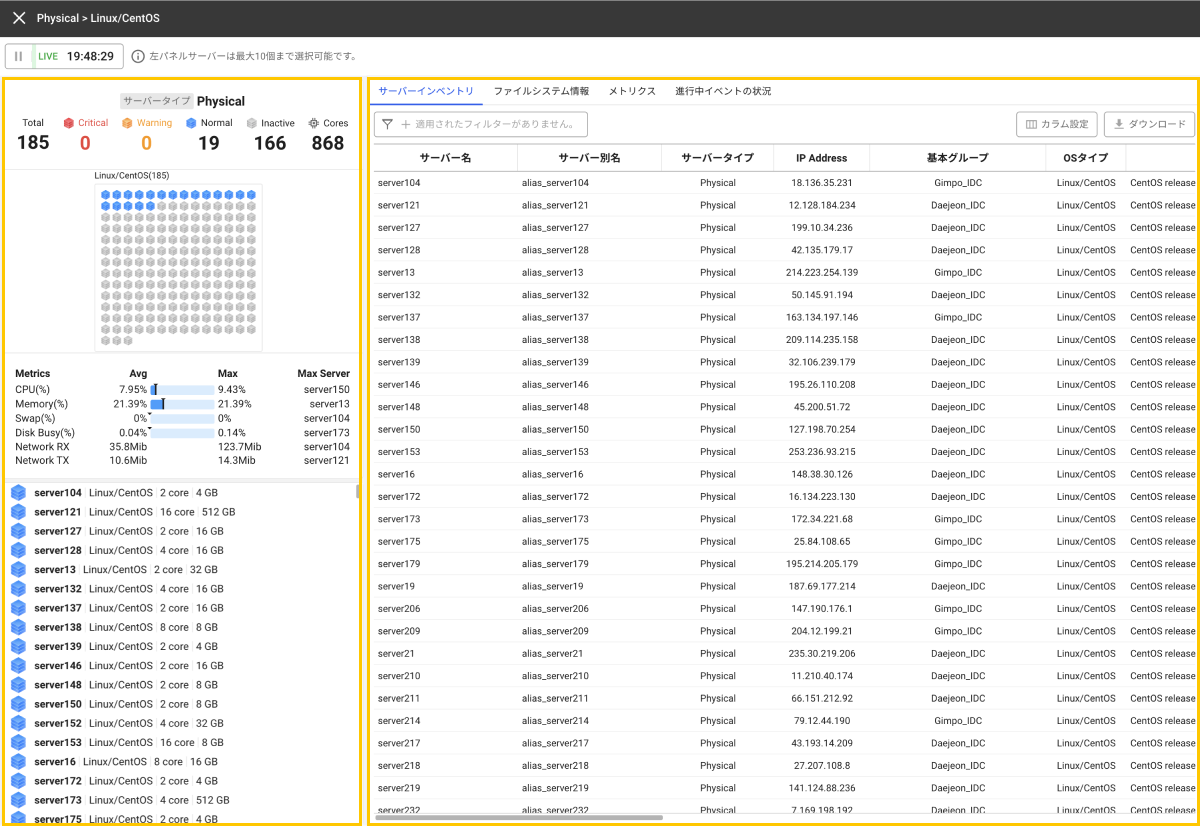 Physical > Linux/CentOS
LIVE 19:48:29 左パネルサーバーは最大10個まで選択可能です。
サーバータイプ Physical
Total Critical Warning Normal Inactive Cores
185 0 0 19 166 868
Linux/CentOS(185)
Metrics Avg Max Max Server
CPU(%) 7.95% 9.43% server150
Memory(%) 21.39% 21.39% server13
Swap(%) 0% 0% server104
Disk Busy(%) 0.04% 0.14% server173
Network RX 35.8Mib 123.7Mib server104
Network TX 10.6Mib 14.3Mib server121
server104 Linux/CentOS 2 core 4 GB
server121 Linux/CentOS 16 core 512 GB
server127 Linux/CentOS 2 core 16 GB
server128 Linux/CentOS 4 core 16 GB
server13 Linux/CentOS 2 core 32 GB
server132 Linux/CentOS 4 core 16 GB
server137 Linux/CentOS 2 core 16 GB
server138 Linux/CentOS 8 core 8 GB
server139 Linux/CentOS 2 core 4 GB
server146 Linux/CentOS 2 core 16 GB
server148 Linux/CentOS 2 core 8 GB
server150 Linux/CentOS 2 core 8 GB
server152 Linux/CentOS 4 core 32 GB
server153 Linux/CentOS 16 core 8 GB
server16 Linux/CentOS 8 core 16 GB
server172 Linux/CentOS 2 core 4 GB
server173 Linux/CentOS 4 core 512 GB
server175 Linux/CentOS 2 core 4 GB
サーバーインベントリ ファイルシステム情報 メトリクス 進行中イベントの状況
適用されたフィルターがありません。 カラム設定 ダウンロード
サーバー名 サーバー別名 サーバータイプ IP Address 基本グループ OSタイプ
server104 alias_server104 Physical 18.136.35.231 Gimpo_IDC Linux/CentOS CentOS release
server121 alias_server121 Physical 12.128.184.234 Daejeon_IDC Linux/CentOS CentOS release
server127 alias_server127 Physical 199.10.34.236 Daejeon_IDC Linux/CentOS CentOS release
server128 alias_server128 Physical 42.135.179.17 Daejeon_IDC Linux/CentOS CentOS release
server13 alias_server13 Physical 214.223.254.139 Gimpo_IDC Linux/CentOS CentOS release
server132 alias_server132 Physical 50.145.91.194 Daejeon_IDC Linux/CentOS CentOS release
server137 alias_server137 Physical 163.134.197.146 Daejeon_IDC Linux/CentOS CentOS release
server138 alias_server138 Physical 209.114.235.158 Daejeon_IDC Linux/CentOS CentOS release
server139 alias_server139 Physical 32.106.239.179 Daejeon_IDC Linux/CentOS CentOS release
server146 alias_server146 Physical 195.26.110.208 Daejeon_IDC Linux/CentOS CentOS release
server148 alias_server148 Physical 45.200.51.72 Daejeon_IDC Linux/CentOS CentOS release
server150 alias_server150 Physical 127.198.70.254 Daejeon_IDC Linux/CentOS CentOS release
server153 alias_server153 Physical 253.236.93.215 Daejeon_IDC Linux/CentOS CentOS release
server16 alias_server16 Physical 148.38.30.126 Daejeon_IDC Linux/CentOS CentOS release
server172 alias_server172 Physical 16.134.223.130 Daejeon_IDC Linux/CentOS CentOS release
server173 alias_server173 Physical 172.34.221.68 Gimpo_IDC Linux/CentOS CentOS release
server175 alias_server175 Physical 25.84.108.65 Gimpo_IDC Linux/CentOS CentOS release
server179 alias_server179 Physical 195.214.205.179 Gimpo_IDC Linux/CentOS CentOS release
server19 alias_server19 Physical 187.69.177.214 Daejeon_IDC Linux/CentOS CentOS release
server206 alias_server206 Physical 147.190.176.1 Gimpo_IDC Linux/CentOS CentOS release
server209 alias_server209 Physical 204.12.199.21 Gimpo_IDC Linux/CentOS CentOS release
server21 alias_server21 Physical 235.30.219.206 Daejeon_IDC Linux/CentOS CentOS release
server210 alias_server210 Physical 11.210.40.174 Daejeon_IDC Linux/CentOS CentOS release
server211 alias_server211 Physical 66.151.212.92 Daejeon_IDC Linux/CentOS CentOS release
server214 alias_server214 Physical 79.12.44.190 Gimpo_IDC Linux/CentOS CentOS release
server217 alias_server217 Physical 43.193.14.209 Daejeon_IDC Linux/CentOS CentOS release
server218 alias_server218 Physical 27.207.108.8 Daejeon_IDC Linux/CentOS CentOS release
server219 alias_server219 Physical 141.124.88.236 Daejeon_IDC Linux/CentOS CentOS release
server232 alias_server232 Physical 7.169.198.192 Daejeon_IDC Linux/CentOS CentOS release